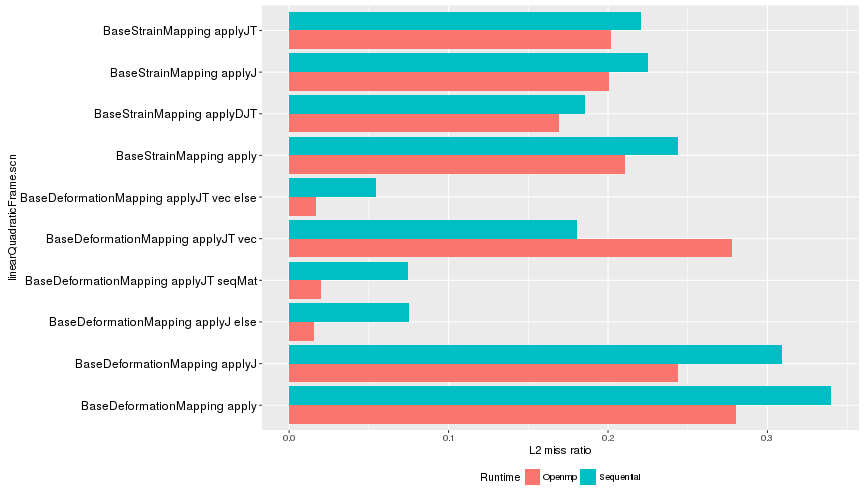 linearQuadraticFrame.scn
BaseStrainMapping applyJT
BaseStrainMapping applyJ
BaseStrainMapping applyDJT
BaseStrainMapping apply
BaseDeformationMapping applyJT vec else
BaseDeformationMapping applyJT vec
BaseDeformationMapping applyJT seqMat
BaseDeformationMapping applyJ else
BaseDeformationMapping applyJ
BaseDeformationMapping apply
0.0 0.1 0.2 0.3
L2 miss ratio
Runtime Openmp Sequential